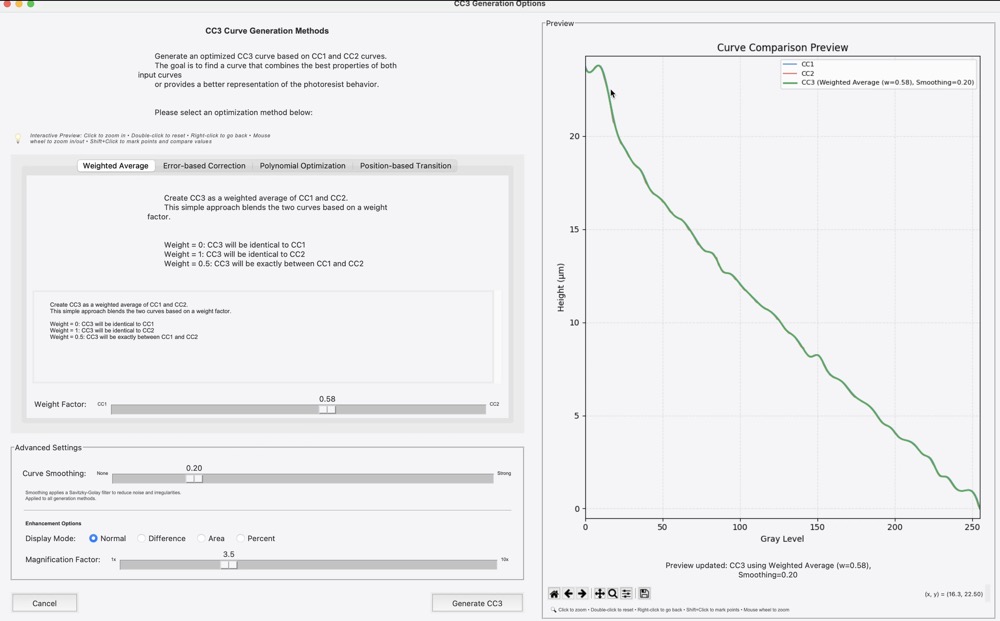 CC3 Generation Options
CC3 Curve Generation Methods
Generate an optimized CC3 curve based on CC1 and CC2 curves.
The goal is to find a curve that combines the best properties of both
input curves
or provides a better representation of the photoresist behavior.
Please select an optimization method below:
Interactive Preview: Click to zoom in • Double-click to reset • Right-click to go back • Mouse
wheel to zoom in/out • Shift+Click to mark points and compare values
Weighted Average
Error-based Correction
Polynomial Optimization
Position-based Transition
Create CC3 as a weighted average of CC1 and CC2.
This simple approach blends the two curves based on a weight
factor.
Weight = 0: CC3 will be identical to CC1
Weight = 1: CC3 will be identical to CC2
Weight = 0.5: CC3 will be exactly between CC1 and CC2
Create CC3 as a weighted average of CC1 and CC2.
This simple approach blends the two curves based on a weight factor.
Weight = 0: CC3 will be identical to CC1
Weight = 1: CC3 will be identical to CC2
Weight = 0.5: CC3 will be exactly between CC1 and CC2
0.58
Weight Factor:
CC1
CC2
Advanced Settings
0.20
Curve Smoothing:
None
Strong
Smoothing applies a Savitzky-Golay filter to reduce noise and irregularities.
Applied to all generation methods.
Enhancement Options
Display Mode:
Normal
Difference
Area
Percent
3.5
Magnification Factor:
1x
10x
Cancel
Generate CC3
Preview
Curve Comparison Preview
CC1
CC2
CC3 (Weighted Average (w=0.58), Smoothing=0.20)
Height (μm)
20
15
10
5
0
0
50
100
150
200
250
Gray Level
Preview updated: CC3 using Weighted Average (w=0.58),
Smoothing=0.20
(x, y) = (16.3, 22.50)
Click to zoom • Double-click to reset • Right-click to go back • Shift+Click to mark points • Mouse wheel to zoom